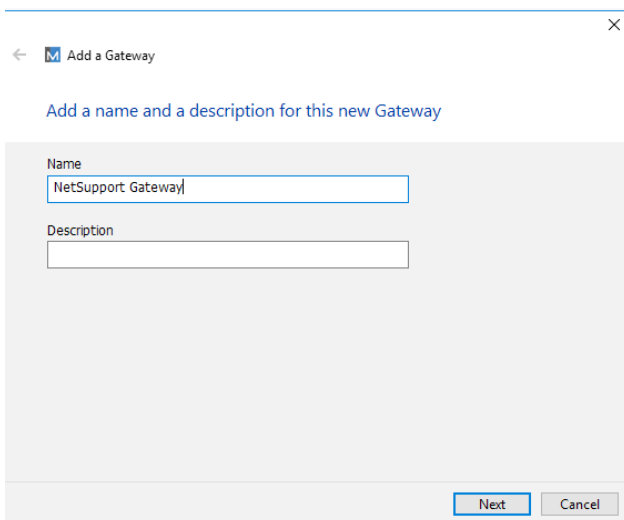 Add a Gateway
Add a name and a description for this new Gateway
Name
NetSupport Gateway
Description
Next Cancel